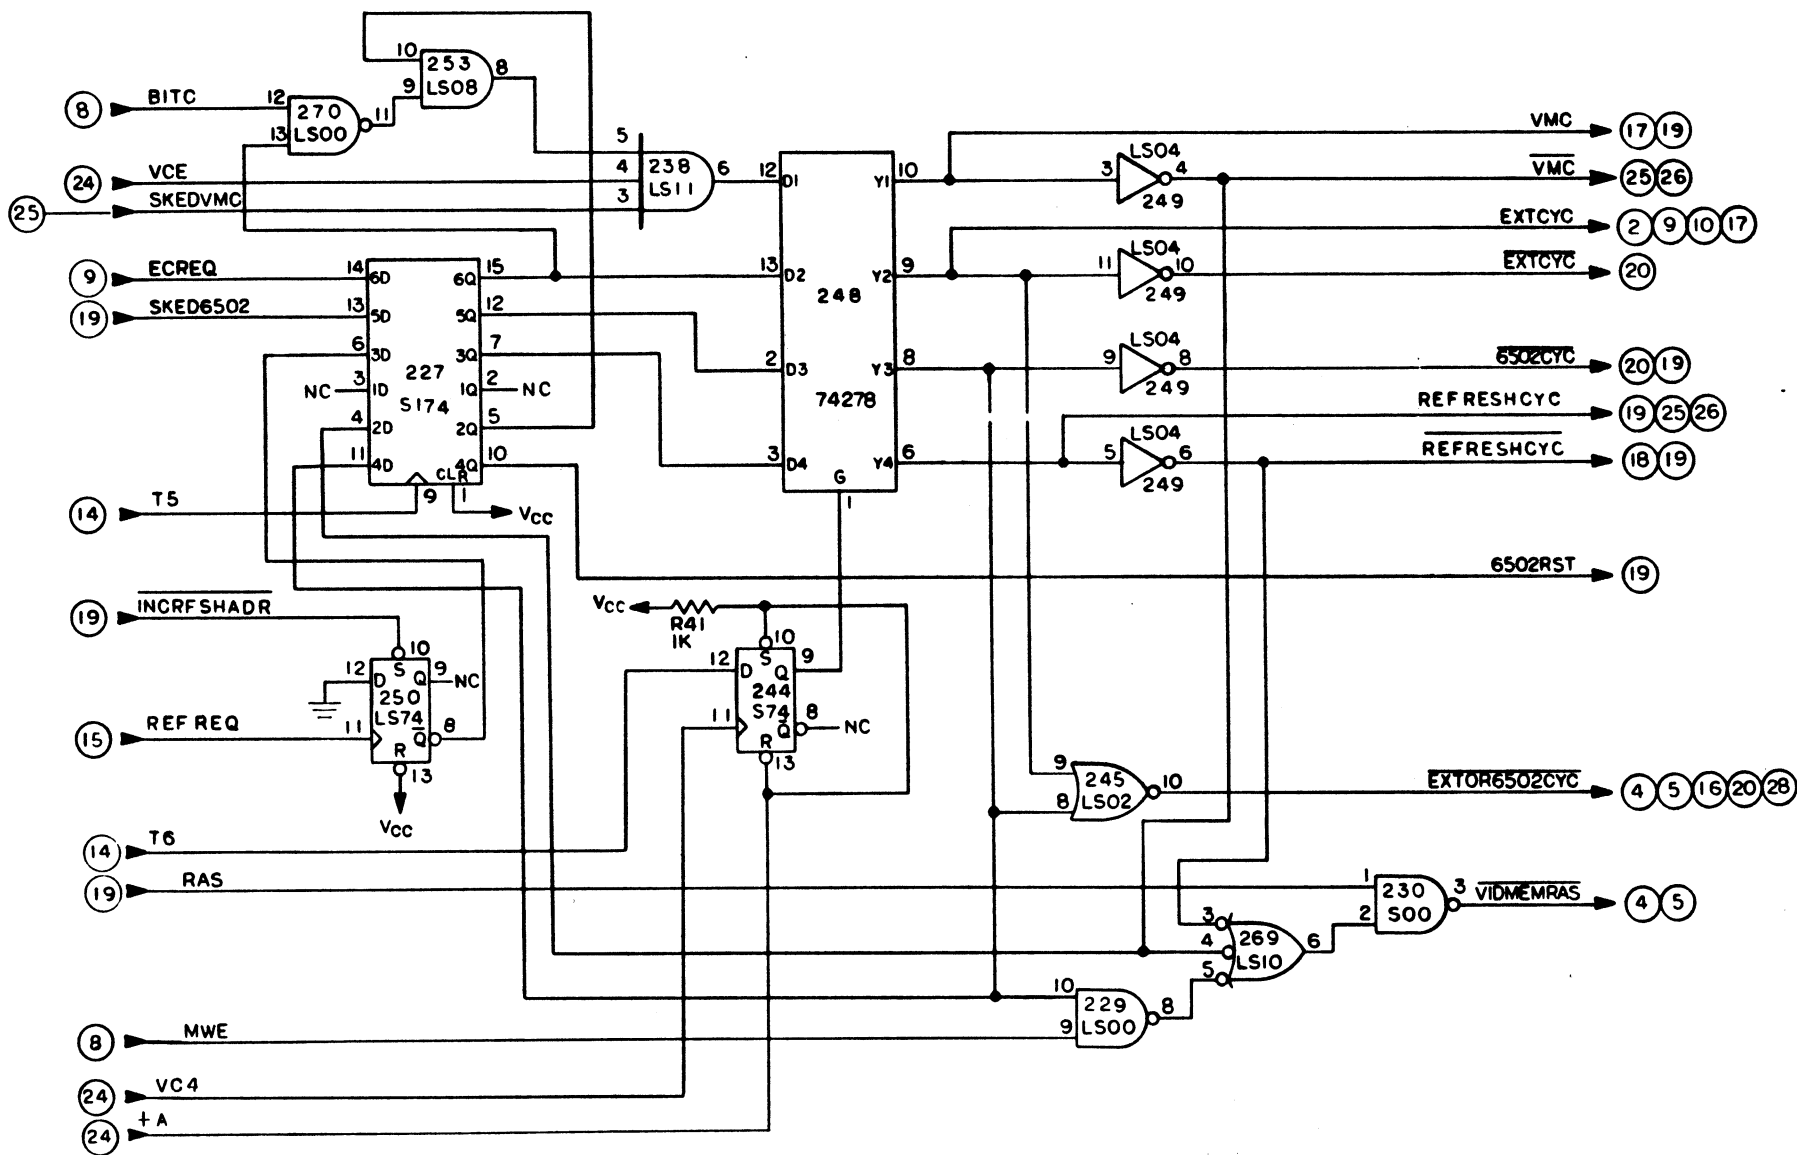 10
253
LS08
8
9
8
BITC
12
270
LS00
11
13
5
VCE
24
4
238
LS11
6
25
SKEDVMC
3
12
D1
Y1
10
3
LS04
4
249
VMC
17 19
VMC
25 26
EXTCYC
2 9 10 17
9
ECREQ
14
6D
6Q
15
13
D2
Y2
9
11
LS04
10
249
EXTCYC
20
19
SKED6502
13
5D
5Q
12
248
6
3D
3Q
7
2
D3
Y3
8
9
LS04
8
249
6502CYC
20 19
227
S174
NC
3
1D
1Q
2
NC
74278
REFRESHCYC
19 25 26
4
2D
2Q
5
11
4D
4Q
10
3
D4
Y4
6
5
LS04
6
249
REFRESHCYC
18 19
CLR
9
1
G
1
14
T5
VCC
6502RST
19
19
INCRFSHADR
10
VCC
R41
1K
10
12
D
S
Q
9
NC
250
LS74
15
REFREQ
11
R
Q
8
13
VCC
12
D
S
Q
9
244
S74
11
R
Q
8
NC
13
9
245
LS02
10
8
EXTOR6502CYC
4 5 16 20 28
14
T6
19
RAS
1
230
S00
3
2
VIDMEMRAS
4 5
3
4
269
LS10
6
5
10
229
LS00
8
9
8
MWE
24
VC4
24
+A